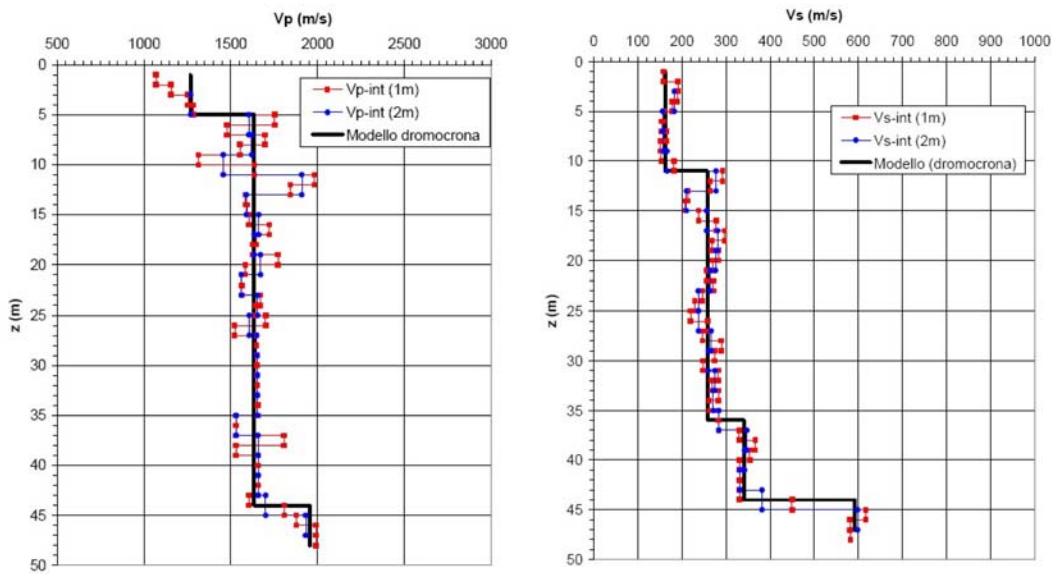 Vp (m/s)
500 1000 1500 2000 2500 3000
0
5
10
15
20
25
30
35
40
45
50
z (m)
Vp-int (1m)
Vp-int (2m)
Modello dromocrona
Vs (m/s)
0 100 200 300 400 500 600 700 800 900 1000
0
5
10
15
20
25
30
35
40
45
50
z (m)
Vs-int (1m)
Vs-int (2m)
Modello (dromocrona)